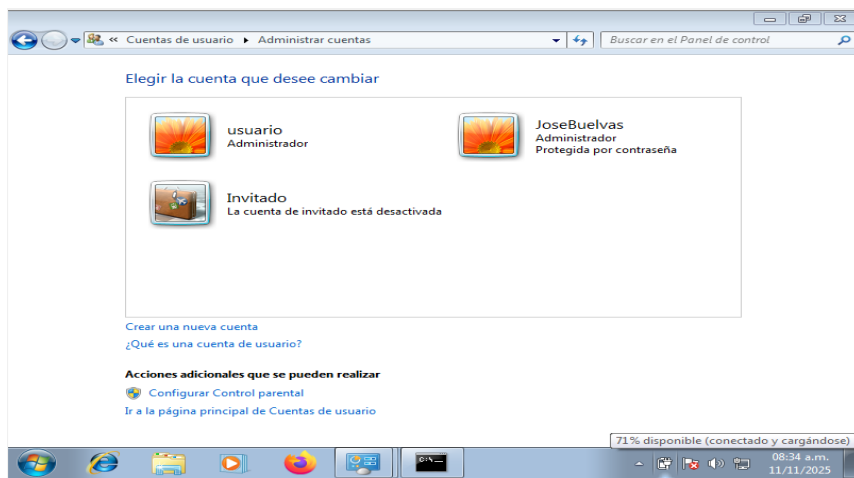 « Cuentas de usuario ▸ Administrar cuentas
Buscar en el Panel de control
Elegir la cuenta que desee cambiar
usuario
Administrador
JoseBuelvas
Administrador
Protegida por contraseña
Invitado
La cuenta de invitado está desactivada
Crear una nueva cuenta
¿Qué es una cuenta de usuario?
Acciones adicionales que se pueden realizar
Configurar Control parental
Ir a la página principal de Cuentas de usuario
71% disponible (conectado y cargándose)
C:\_
08:34 a.m.
11/11/2025